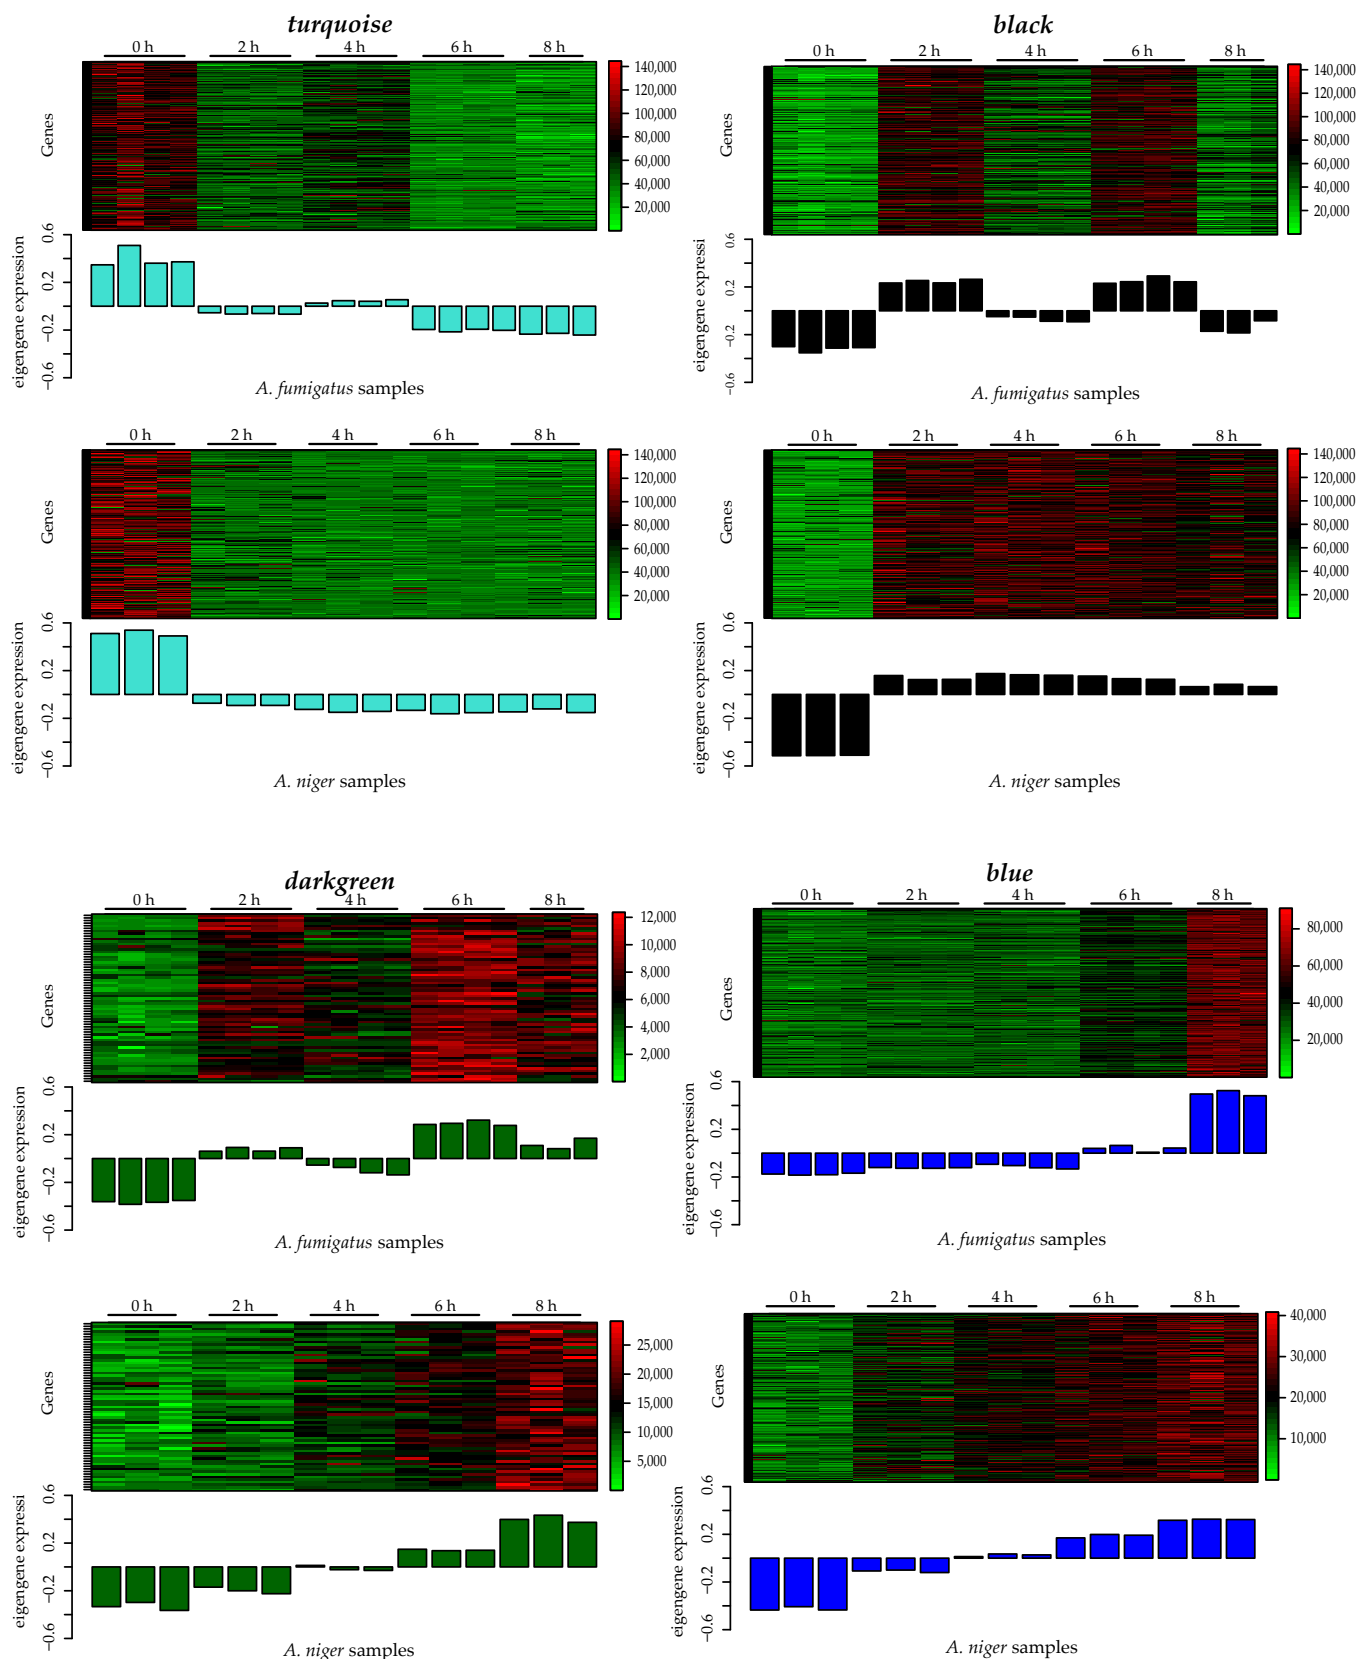 turquoise
0 h 2 h 4 h 6 h 8 h
Genes
140,000
120,000
100,000
80,000
60,000
40,000
20,000
eigengene expression
0.6
0.2
−0.2
−0.6
A. fumigatus samples
0 h 2 h 4 h 6 h 8 h
Genes
140,000
120,000
100,000
80,000
60,000
40,000
20,000
eigengene expression
0.6
0.2
−0.2
−0.6
A. niger samples
black
0 h 2 h 4 h 6 h 8 h
Genes
140,000
120,000
100,000
80,000
60,000
40,000
20,000
eigengene expressi
0.6
0.2
−0.2
−0.6
A. fumigatus samples
0 h 2 h 4 h 6 h 8 h
Genes
140,000
120,000
100,000
80,000
60,000
40,000
20,000
eigengene expression
0.6
0.2
−0.2
−0.6
A. niger samples
darkgreen
0 h 2 h 4 h 6 h 8 h
Genes
12,000
10,000
8,000
6,000
4,000
2,000
eigengene expression
0.6
0.2
−0.2
−0.6
A. fumigatus samples
0 h 2 h 4 h 6 h 8 h
Genes
25,000
20,000
15,000
10,000
5,000
eigengene expressi
0.6
0.2
−0.2
−0.6
A. niger samples
blue
0 h 2 h 4 h 6 h 8 h
Genes
80,000
60,000
40,000
20,000
eigengene expression
0.6
0.2
−0.2
−0.6
A. fumigatus samples
0 h 2 h 4 h 6 h 8 h
Genes
40,000
30,000
20,000
10,000
eigengene expression
0.6
0.2
−0.2
−0.6
A. niger samples